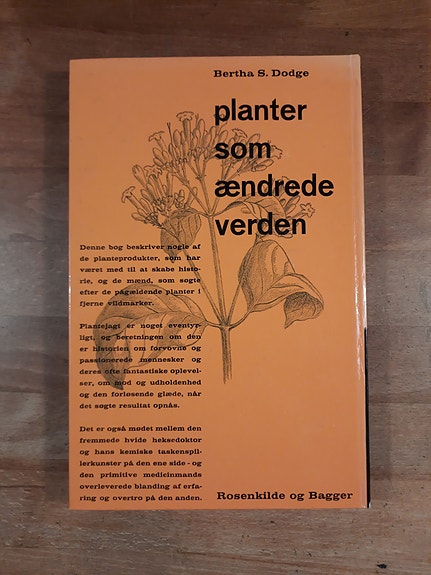 Bertha S. Dodge
planter
som
ændrede
verden
Denne bog beskriver nogle af
de planteprodukter, som har
været med til at skabe histo-
rie, og de mænd, som søgte
efter de pågældende planter i
fjerne vildmarker.
Plantejagt er noget eventyr-
ligt, og beretningen om den
er historien om forvovne og
passionerede mennesker og
deres ofte fantastiske oplevel-
ser, om mod og udholdenhed
og den forløsende glæde, når
det søgte resultat opnås.
Det er også mødet mellem den
fremmede hvide heksedoktor
og hans kemiske taskenspil-
lerkunster på den ene side - og
den primitive medicinmands
overleverede blanding af erfa-
ring og overtro på den anden.
Rosenkilde og Bagger